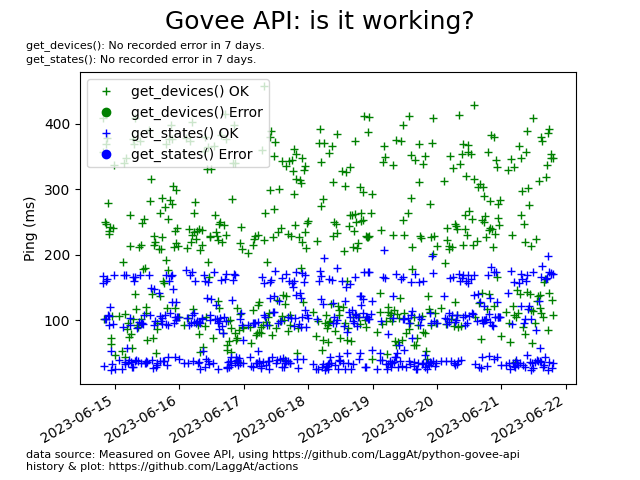 Govee API: is it working?
get_devices(): No recorded error in 7 days.
get_states(): No recorded error in 7 days.
get_devices() OK
get_devices() Error
get_states() OK
get_states() Error
Ping (ms)
400
300
200
100
2023-06-15
2023-06-16
2023-06-17
2023-06-18
2023-06-19
2023-06-20
2023-06-21
2023-06-22
data source: Measured on Govee API, using https://github.com/LaggAt/python-govee-api
history & plot: https://github.com/LaggAt/actions